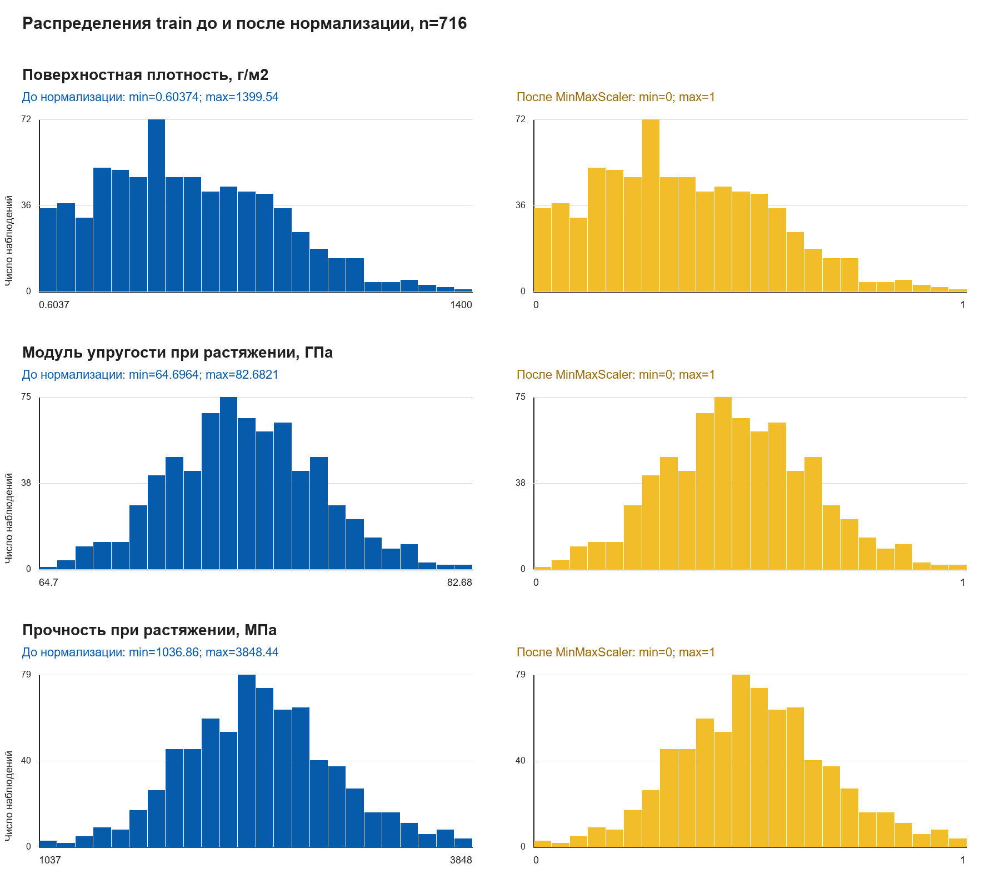 Распределения train до и после нормализации, n=716
Поверхностная плотность, г/м2
До нормализации: min=0.60374; max=1399.54
После MinMaxScaler: min=0; max=1
Число наблюдений
72
36
0
0.6037
1400
72
36
0
0
1
Модуль упругости при растяжении, ГПа
До нормализации: min=64.6964; max=82.6821
После MinMaxScaler: min=0; max=1
Число наблюдений
75
38
0
64.7
82.68
75
38
0
0
1
Прочность при растяжении, МПа
До нормализации: min=1036.86; max=3848.44
После MinMaxScaler: min=0; max=1
Число наблюдений
79
40
0
1037
3848
79
40
0
0
1